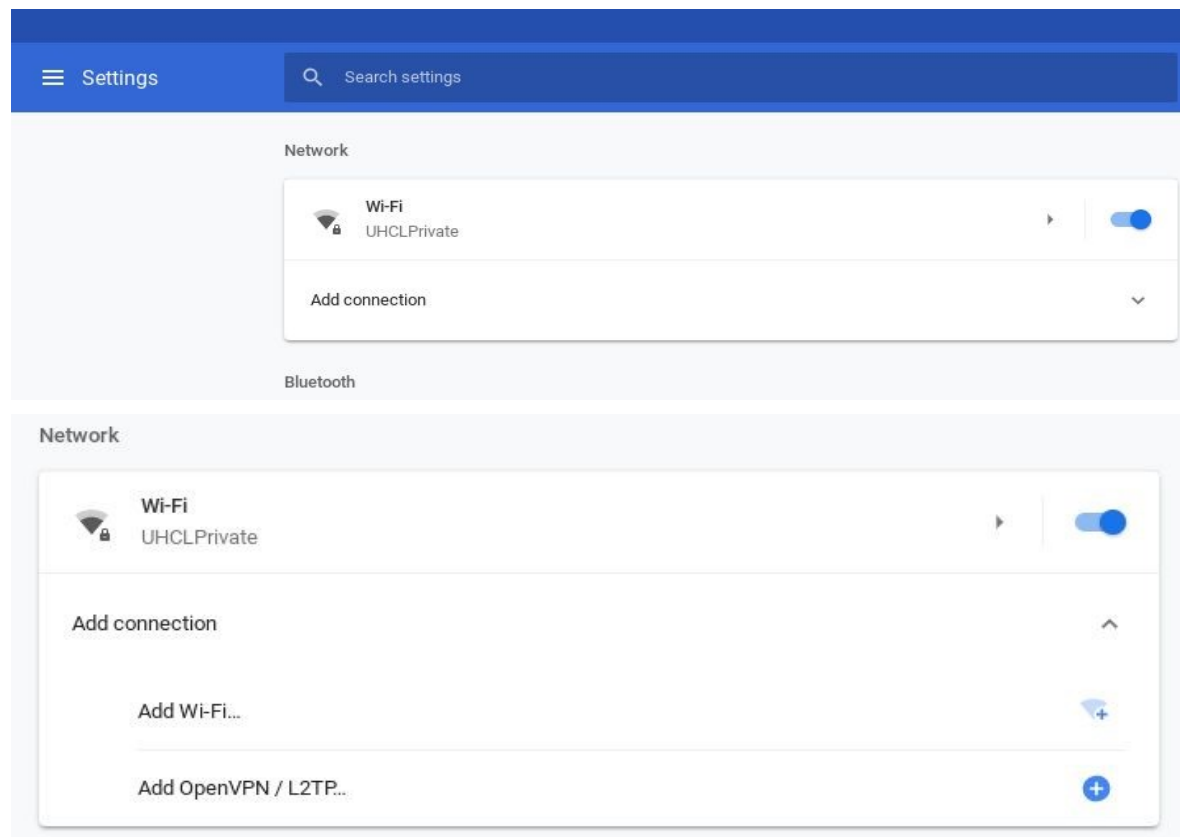 Settings
Search settings
Network
Wi-Fi
UHCLPrivate
Add connection
Bluetooth
Network
Wi-Fi
UHCLPrivate
Add connection
Add Wi-Fi...
Add OpenVPN / L2TP...